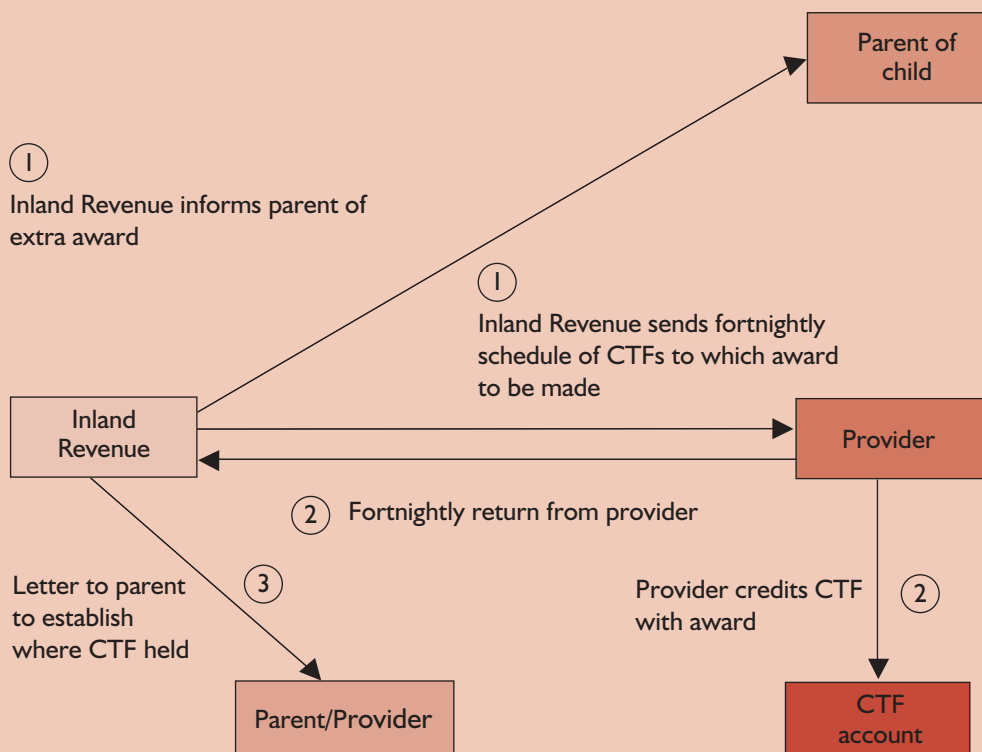 Parent of
child
1
Inland Revenue informs parent of
extra award
1
Inland Revenue sends fortnightly
schedule of CTFs to which award
to be made
Inland
Revenue
Provider
2 Fortnightly return from provider
Letter to parent
to establish
where CTF held
3
Provider credits CTF
with award
2
Parent/Provider
CTF
account